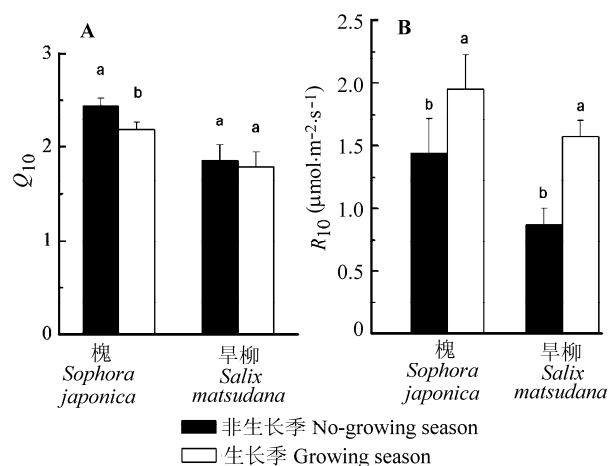 A
B
a
b
a
a
b
a
b
a
3
2
1
0
Q10
2.5
2.0
1.5
1.0
0.5
0
R10 (μmol·m−2·s−1)
槐
Sophora
japonica
旱柳
Salix
matsudana
槐
Sophora
japonica
旱柳
Salix
matsudana
非生长季 No-growing season
生长季 Growing season